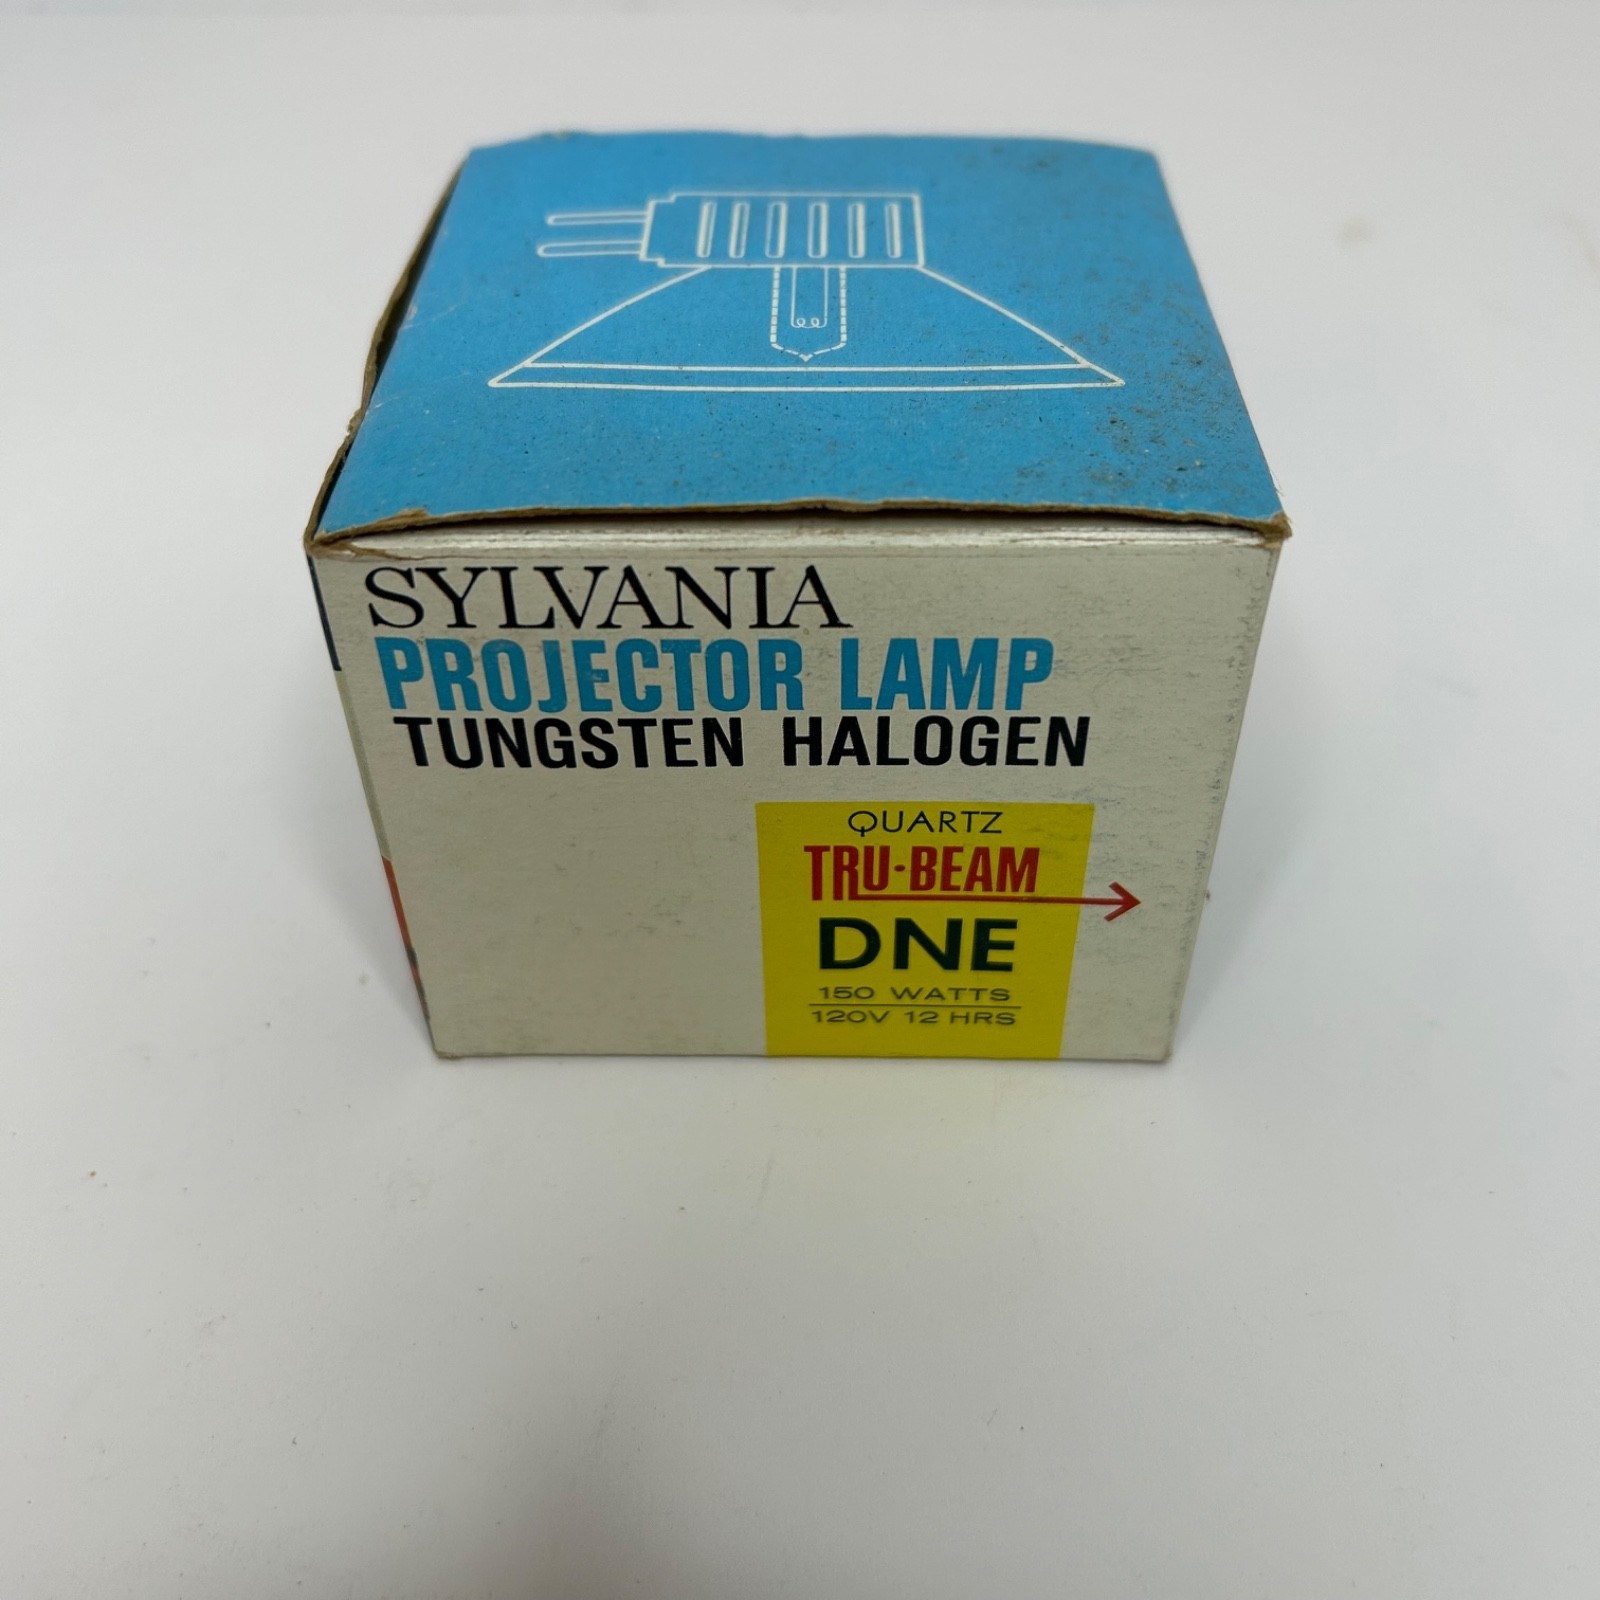 SYLVANIA
PROJECTOR LAMP
TUNGSTEN HALOGEN
QUARTZ
TRU-BEAM
DNE
150 WATTS
120V 12 HRS